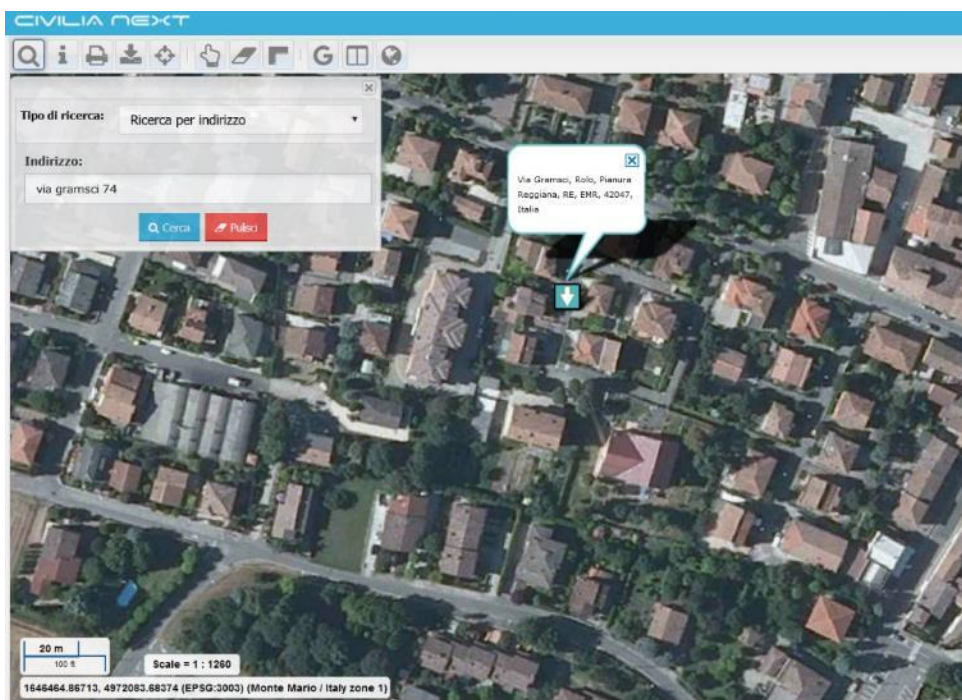 CIVILIA NEXT
Tipo di ricerca:
Ricerca per indirizzo
Indirizzo:
via gramsci 74
Cerca
Pulisci
Via Gramsci, Rolo, Pianura
Reggiana, RE, EMR, 42047,
Italia
20 m
100 ft
Scale = 1 : 1260
1646464.86713, 4972083.68374 (EPSG:3003) (Monte Mario / Italy zone 1)